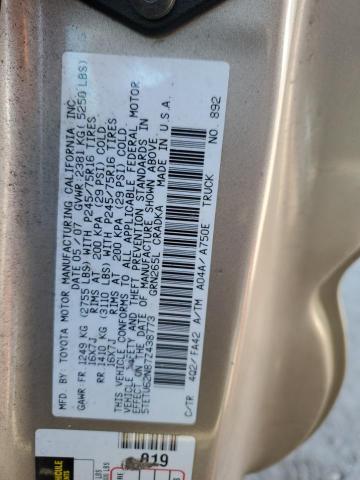 MFD. BY: TOYOTA MOTOR MANUFACTURING CALIFORNIA INC
DATE 05/07 GVWR 2381 KG( 5250 LBS)
GAWR FR 1249 KG (2755 LBS) WITH P245/75R16 TIRES
16X7J RIMS AT 200 KPA (29 PSI) COLD
RR 1410 KG (3110 LBS) WITH P245/75R16 TIRES
16X7J RIMS AT 200 KPA (29 PSI) COLD
THIS VEHICLE CONFORMS TO ALL APPLICABLE FEDERAL MOTOR
VEHICLE SAFETY AND THEFT PREVENTION STANDARDS IN
EFFECT ON THE DATE OF MANUFACTURE SHOWN ABOVE.
5TETU62N87Z438773 GRN265L CRADKA MADE IN U.S.A.
C/TR 4Q2/FA42 A/TM A04A/A750E TRUCK NO. 892
819
VEHICLE
LBS